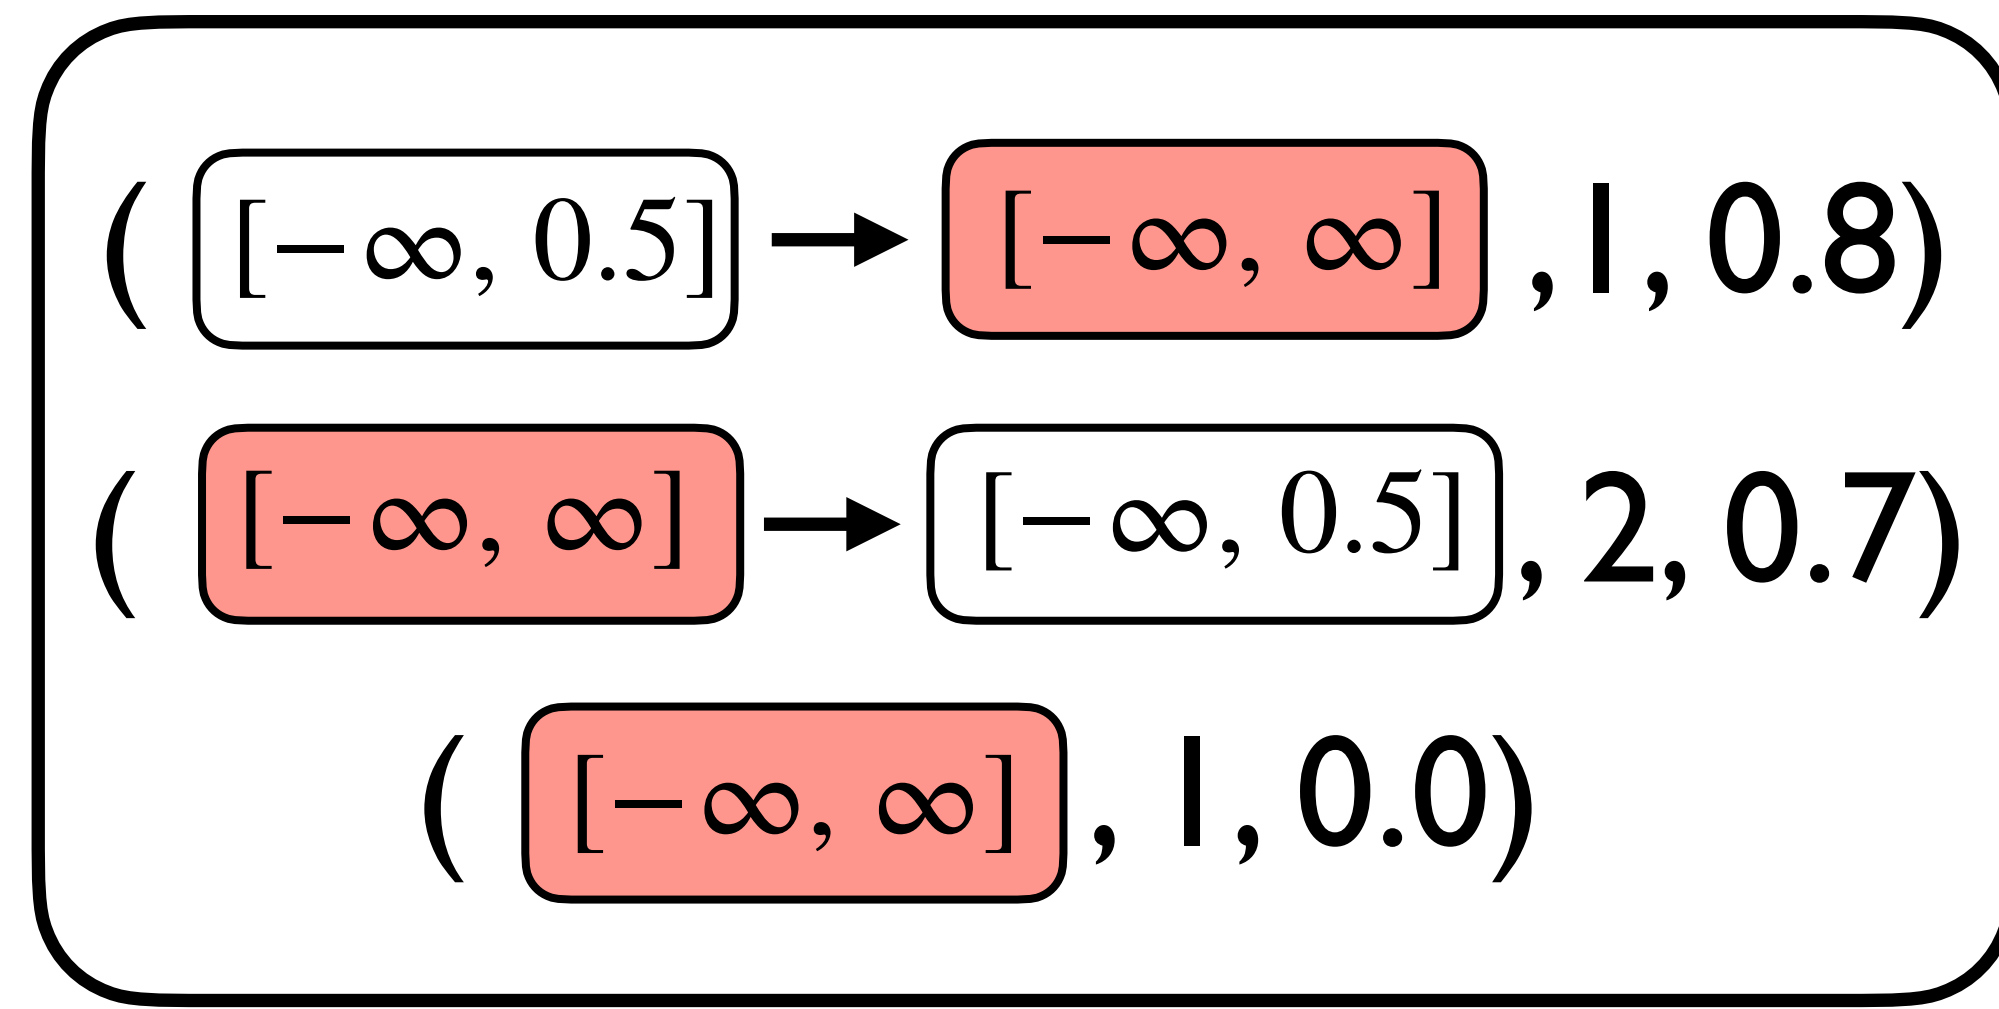 ( [−∞, 0.5] → [−∞, ∞] , 1, 0.8)
( [−∞, ∞] → [−∞, 0.5] , 2, 0.7)
( [−∞, ∞] , 1, 0.0)